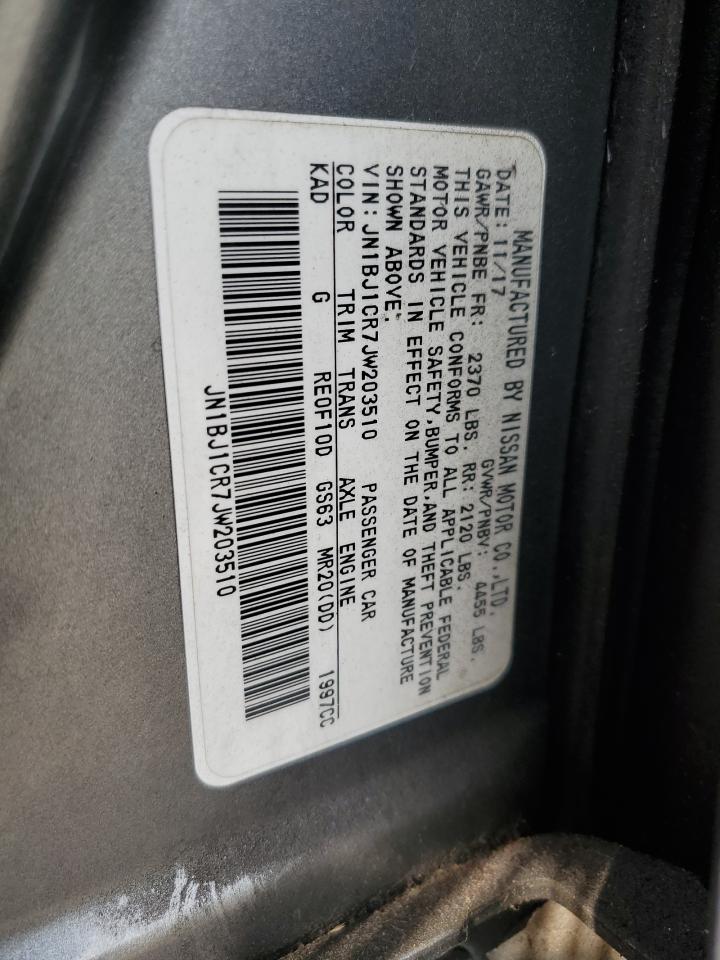 MANUFACTURED BY NISSAN MOTOR CO.,LTD.
DATE: 11/17 GVWR/PNBV: 4455 LBS.
GAWR/PNBE FR: 2370 LBS. RR: 2120 LBS.
THIS VEHICLE CONFORMS TO ALL APPLICABLE FEDERAL
MOTOR VEHICLE SAFETY,BUMPER,AND THEFT PREVENTION
STANDARDS IN EFFECT ON THE DATE OF MANUFACTURE
SHOWN ABOVE.
VIN: JN1BJ1CR7JW203510 PASSENGER CAR
COLOR TRIM TRANS AXLE ENGINE
KAD G RE0F10D GS63 MR20(DD) 1997CC
JN1BJ1CR7JW203510